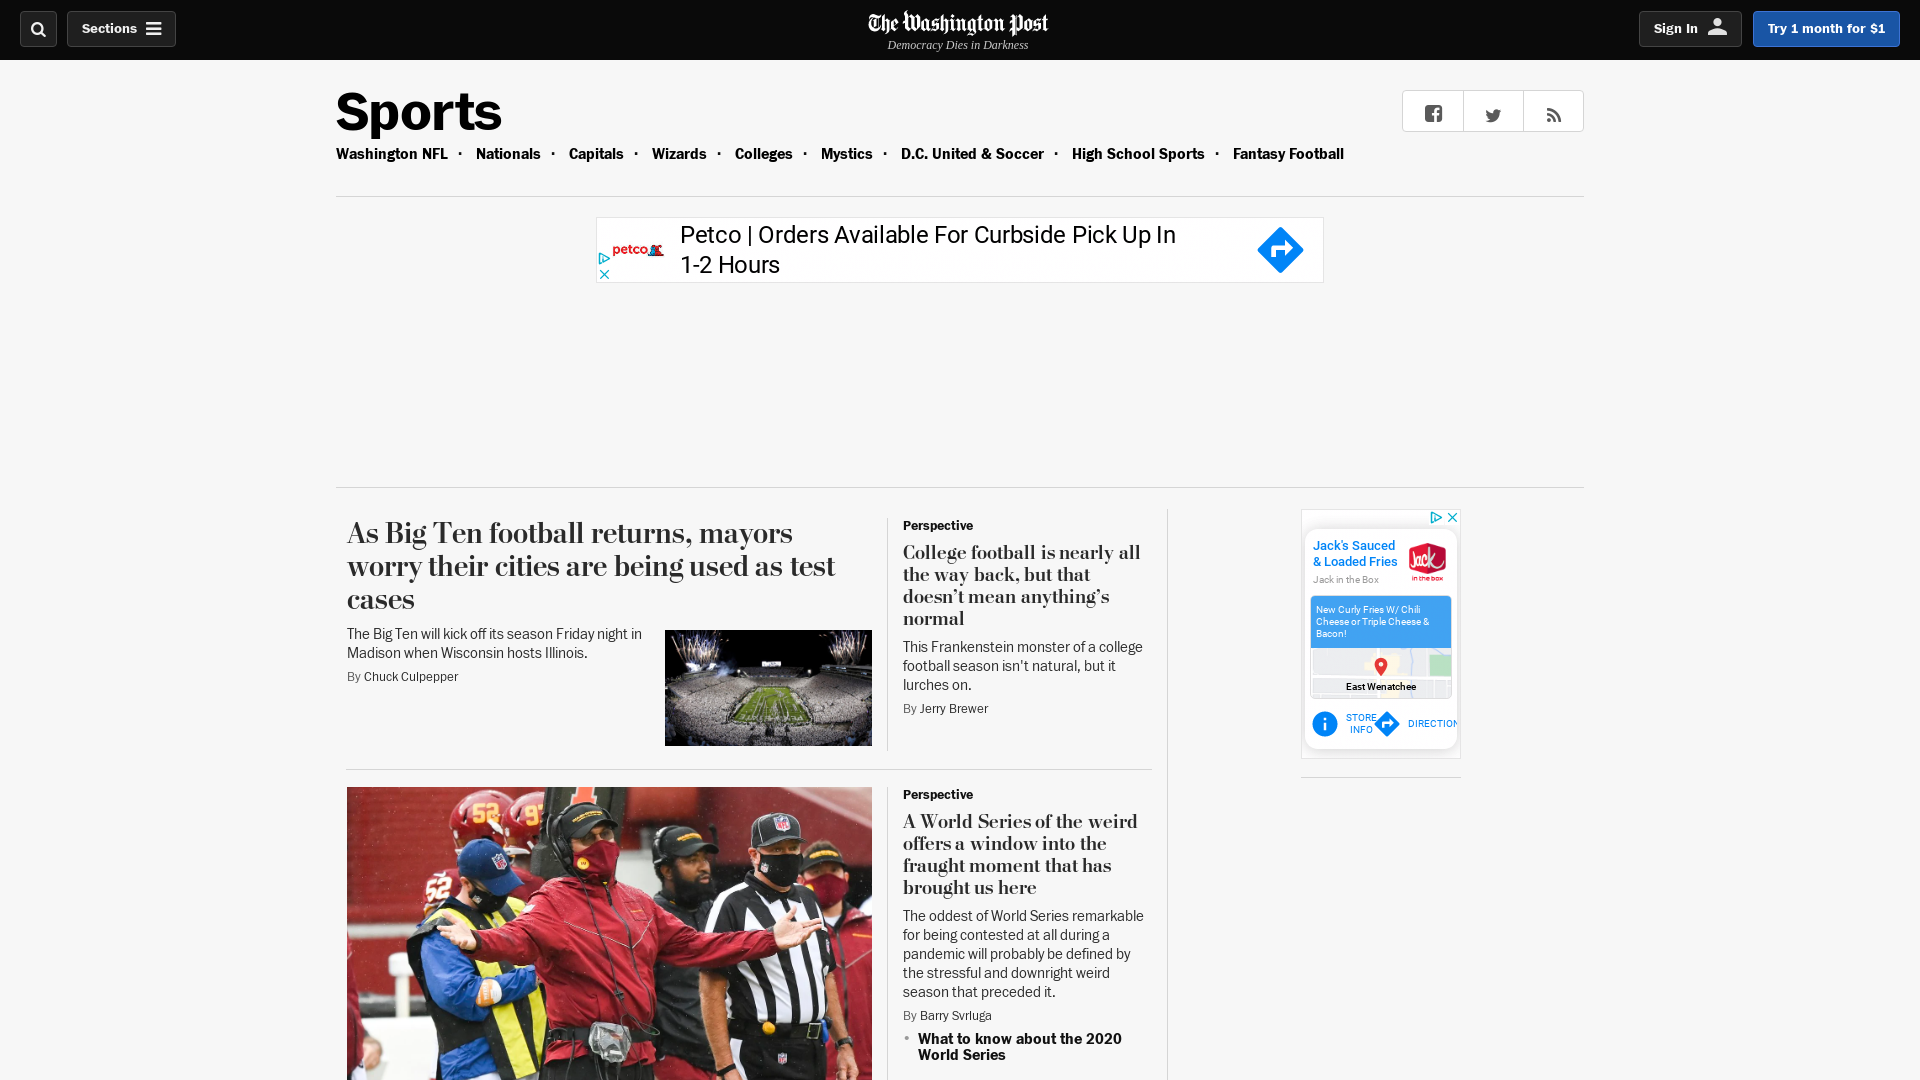 Sections
The Washington Post
Democracy Dies in Darkness
Sign In
Try 1 month for $1
Sports
Washington NFL · Nationals · Capitals · Wizards · Colleges · Mystics · D.C. United & Soccer · High School Sports · Fantasy Football
petco
Petco | Orders Available For Curbside Pick Up In
1-2 Hours
As Big Ten football returns, mayors
worry their cities are being used as test
cases
The Big Ten will kick off its season Friday night in
Madison when Wisconsin hosts Illinois.
By Chuck Culpepper
Perspective
College football is nearly all
the way back, but that
doesn’t mean anything’s
normal
This Frankenstein monster of a college
football season isn't natural, but it
lurches on.
By Jerry Brewer
Jack's Sauced
& Loaded Fries
Jack in the Box
Jack
in the box
New Curly Fries W/ Chili
Cheese or Triple Cheese &
Bacon!
East Wenatchee
STORE
INFO
DIRECTION
52
97
52
NFL
Perspective
A World Series of the weird
offers a window into the
fraught moment that has
brought us here
The oddest of World Series remarkable
for being contested at all during a
pandemic will probably be defined by
the stressful and downright weird
season that preceded it.
By Barry Svrluga
• What to know about the 2020
World Series